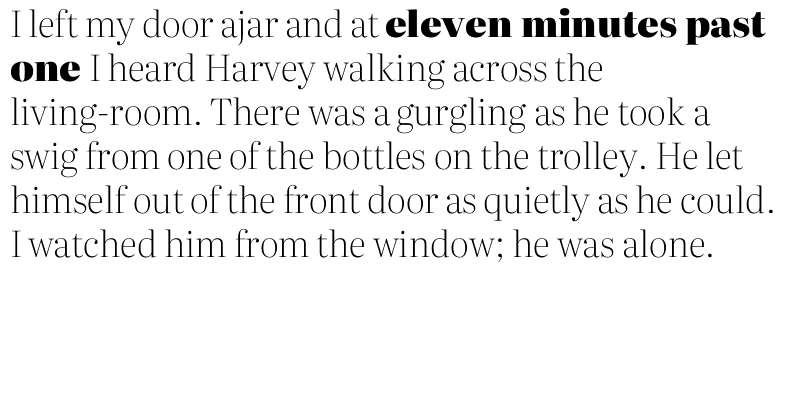 I left my door ajar and at eleven minutes past
one I heard Harvey walking across the
living-room. There was a gurgling as he took a
swig from one of the bottles on the trolley. He let
himself out of the front door as quietly as he could.
I watched him from the window; he was alone.